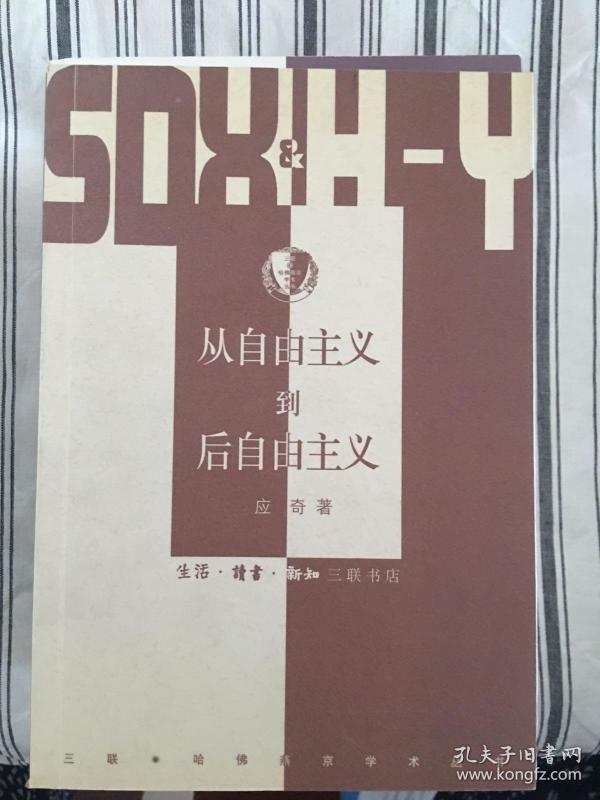 SDX&H-Y
从自由主义
到
后自由主义
应 奇 著
生活·讀書·新知 三联书店
三联·哈佛燕京学术
孔夫子旧书网
www.kongfz.com